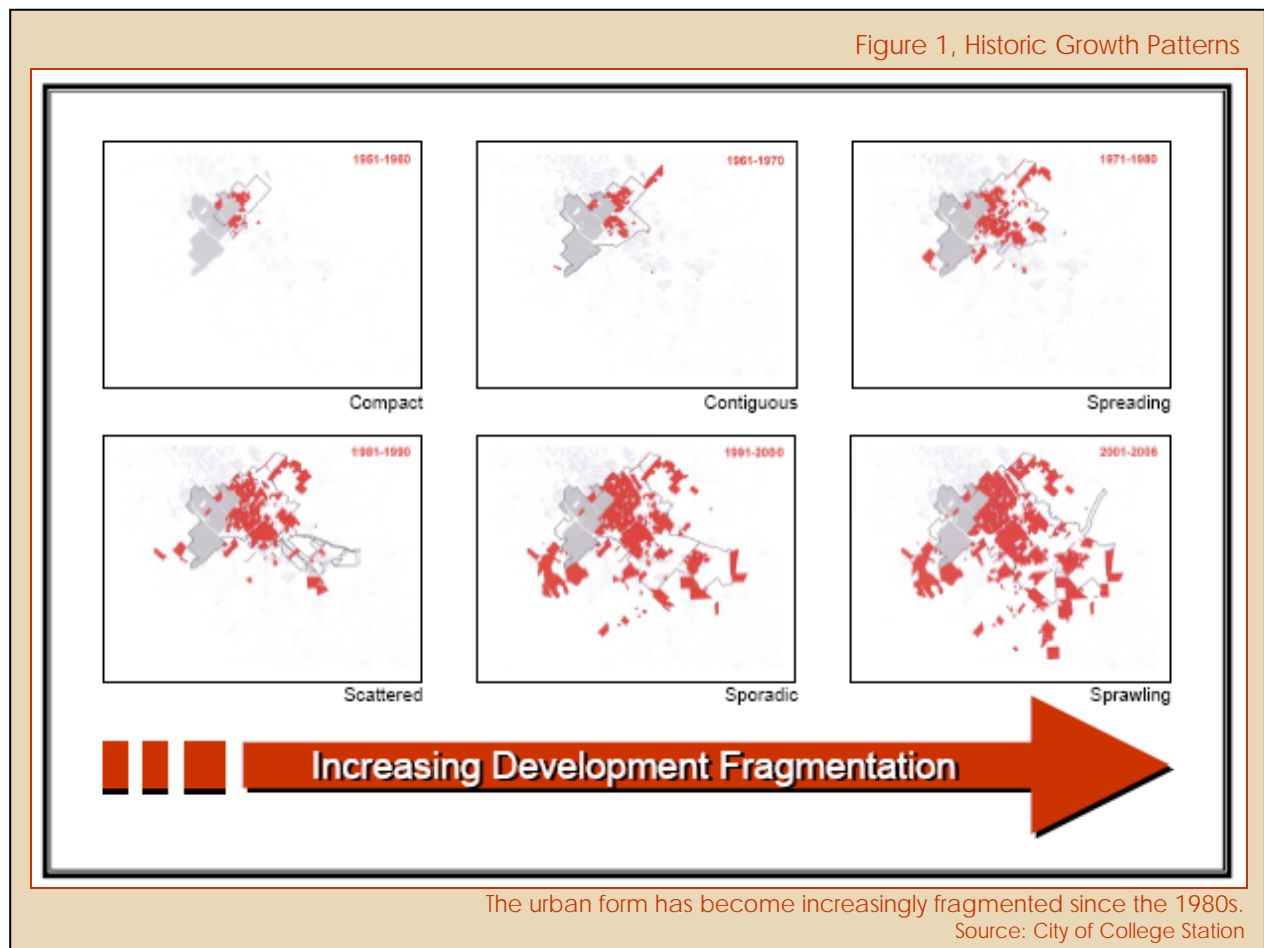 Figure 1, Historic Growth Patterns
1951-1960
1961-1970
1971-1980
Compact
Contiguous
Spreading
1981-1990
1991-2000
2001-2006
Scattered
Sporadic
Sprawling
Increasing Development Fragmentation
The urban form has become increasingly fragmented since the 1980s.
Source: City of College Station